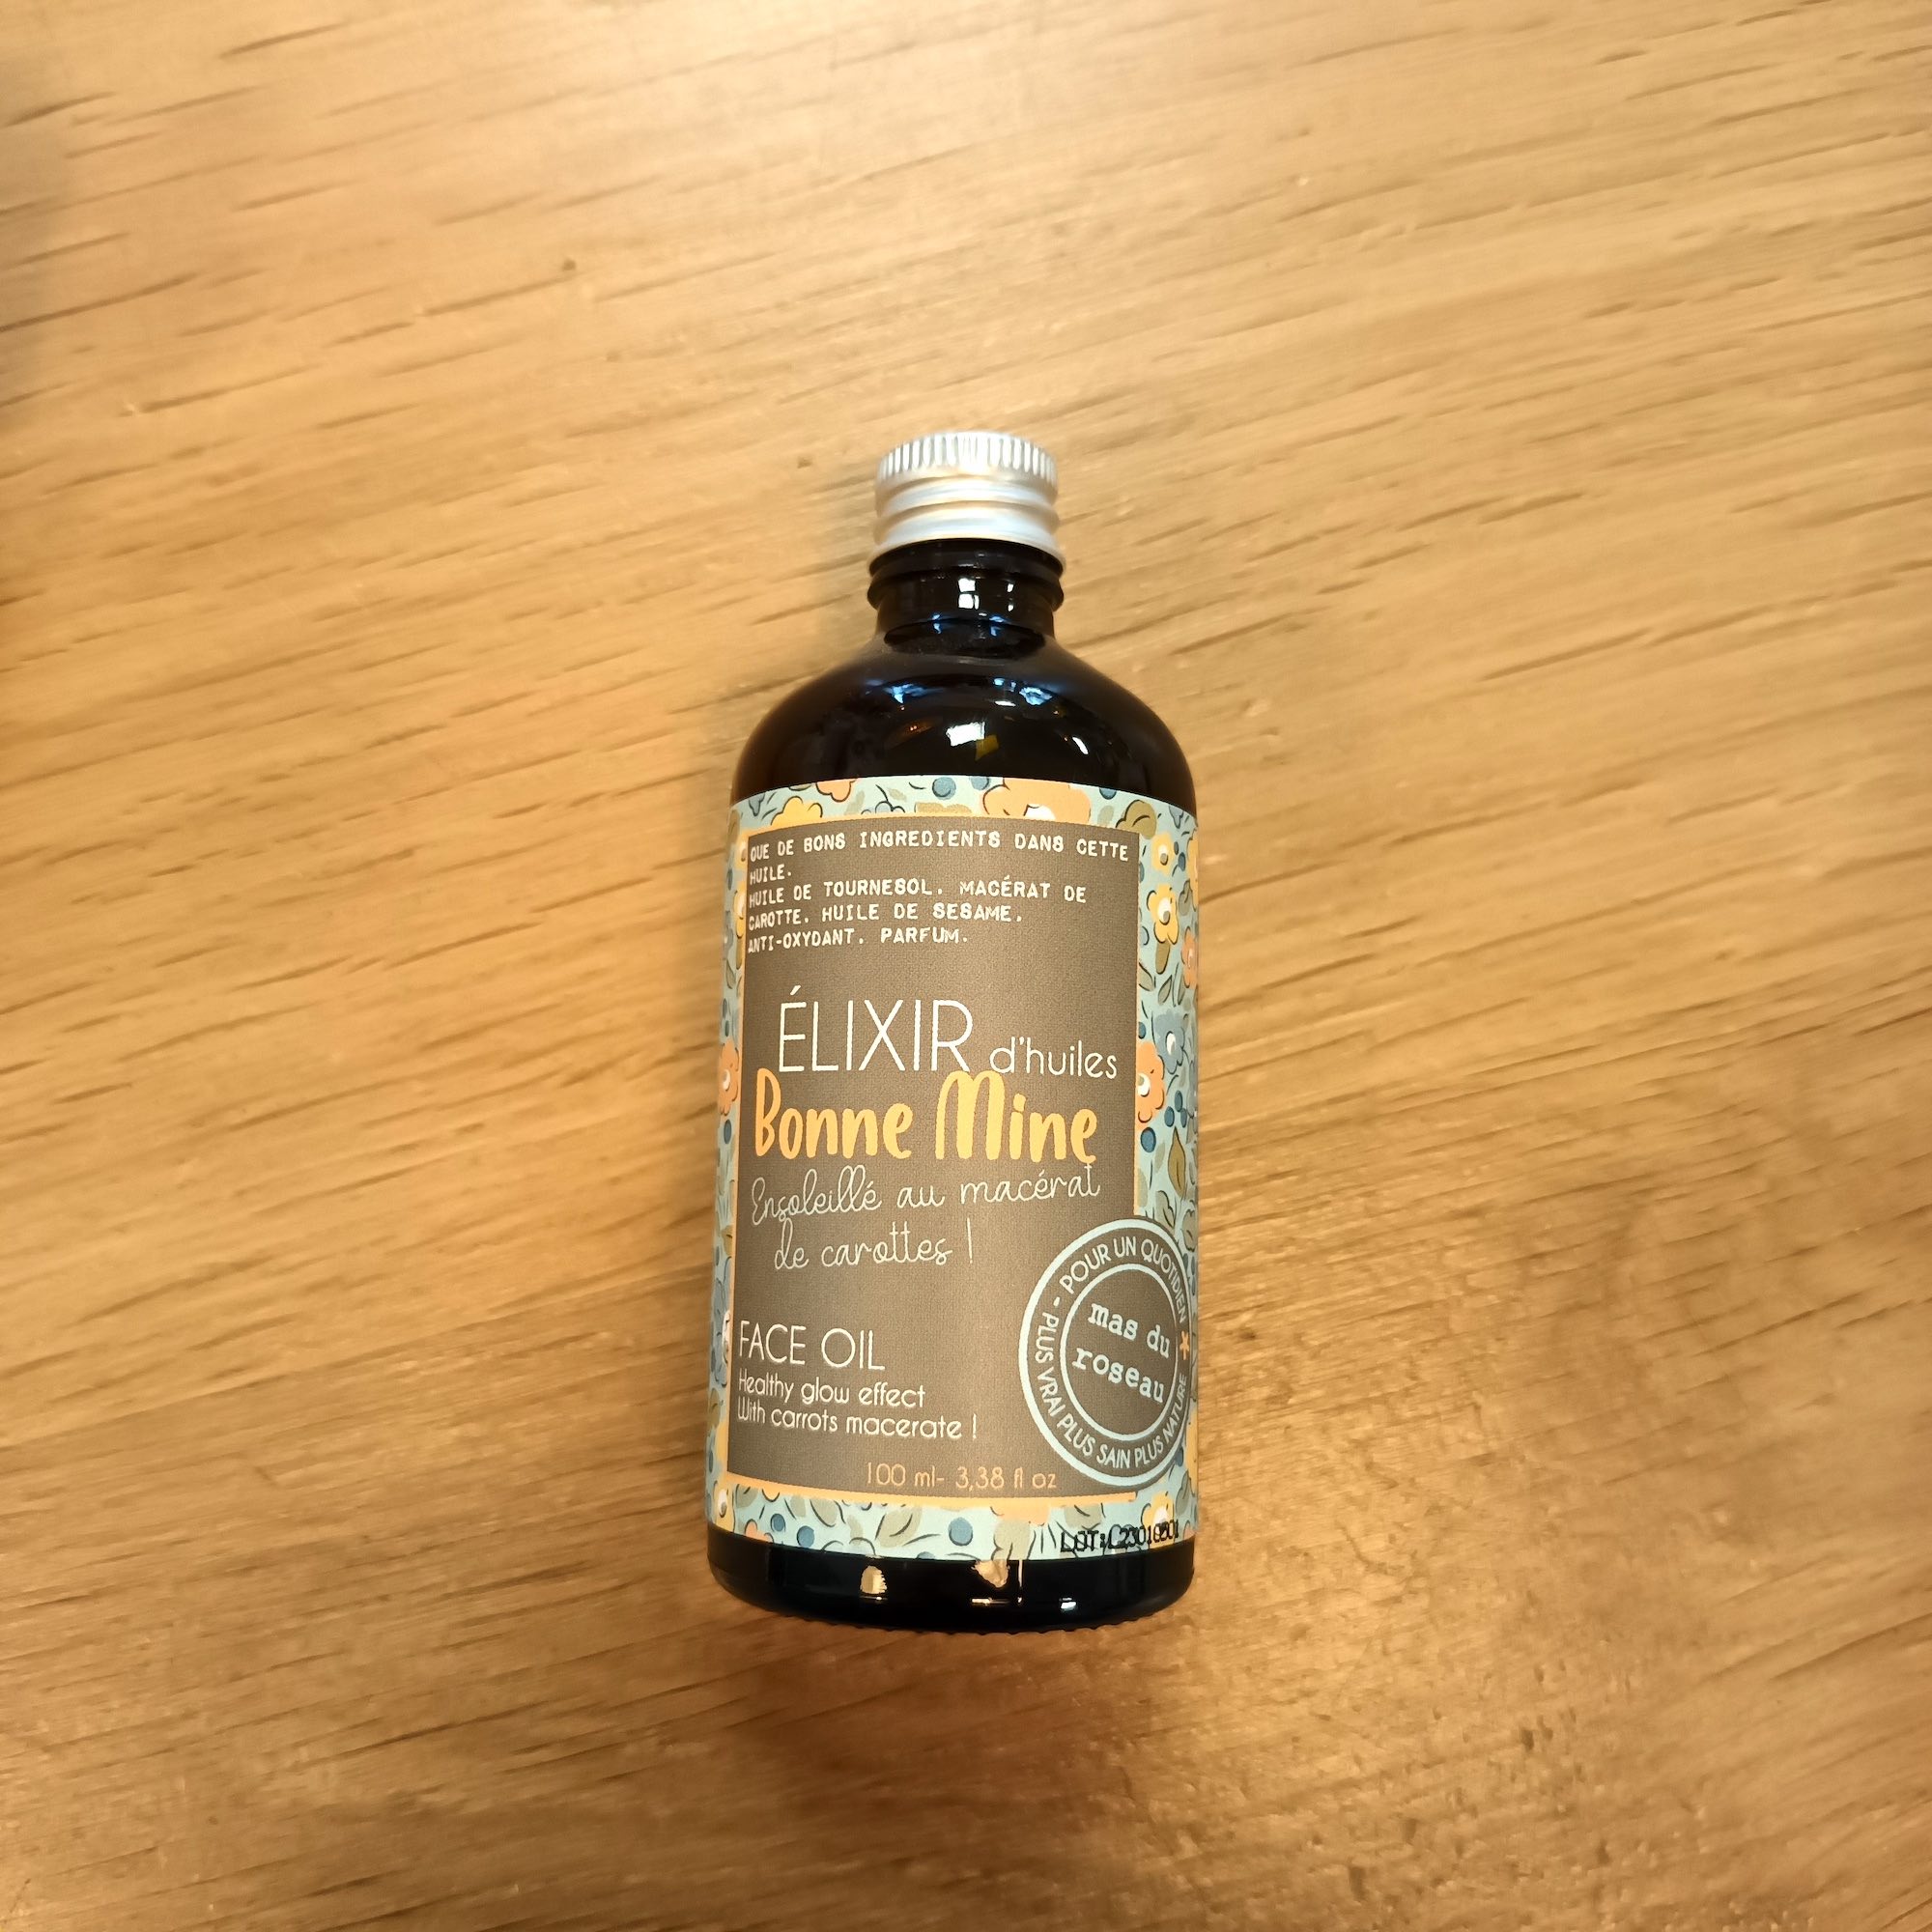 QUE DE BONS INGREDIENTS DANS CETTE
HUILE.
HUILE DE TOURNESOL. MACÉRAT DE
CAROTTE. HUILE DE SESAME.
ANTI-OXYDANT. PARFUM.
ÉLIXIR d'huiles
Bonne Mine
Ensoleillé au macérat
de carottes !
FACE OIL
Healthy glow effect
With carrots macerate !
100 ml- 3,38 fl oz
POUR UN QUOTIDIEN
PLUS VRAI PLUS SAIN PLUS NATURE
mas du
roseau